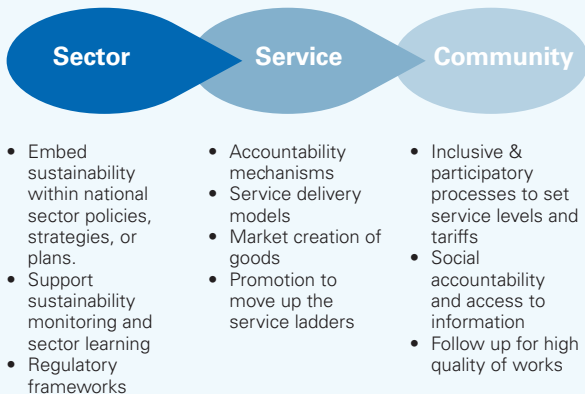 Sector
Service
Community
• Embed
sustainability
within national
sector policies,
strategies, or
plans.
• Support
sustainability
monitoring and
sector learning
• Regulatory
frameworks
• Accountability
mechanisms
• Service delivery
models
• Market creation of
goods
• Promotion to
move up the
service ladders
• Inclusive &
participatory
processes to set
service levels and
tariffs
• Social
accountability
and access to
information
• Follow up for high
quality of works